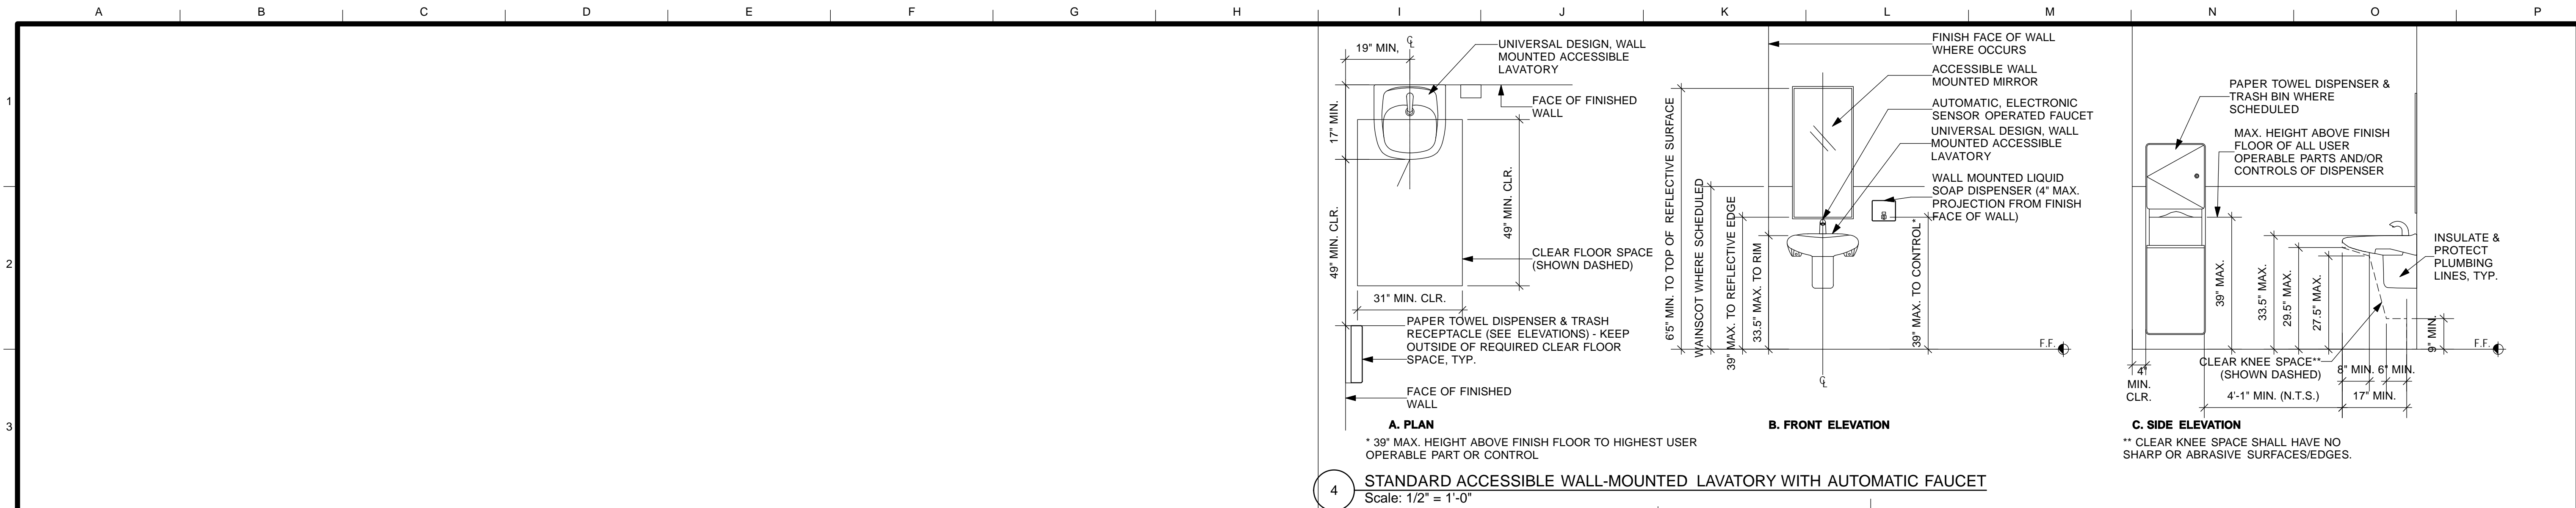 A B C D E F G H I J K L M N O P
1
2
3
19" MIN,
℄
UNIVERSAL DESIGN, WALL
MOUNTED ACCESSIBLE
LAVATORY
FACE OF FINISHED
WALL
17" MIN.
49" MIN. CLR.
49" MIN. CLR.
CLEAR FLOOR SPACE
(SHOWN DASHED)
31" MIN. CLR.
PAPER TOWEL DISPENSER & TRASH
RECEPTACLE (SEE ELEVATIONS) - KEEP
OUTSIDE OF REQUIRED CLEAR FLOOR
SPACE, TYP.
FACE OF FINISHED
WALL
A. PLAN
* 39" MAX. HEIGHT ABOVE FINISH FLOOR TO HIGHEST USER
OPERABLE PART OR CONTROL
FINISH FACE OF WALL
WHERE OCCURS
ACCESSIBLE WALL
MOUNTED MIRROR
AUTOMATIC, ELECTRONIC
SENSOR OPERATED FAUCET
UNIVERSAL DESIGN, WALL
MOUNTED ACCESSIBLE
LAVATORY
WALL MOUNTED LIQUID
SOAP DISPENSER (4" MAX.
PROJECTION FROM FINISH
FACE OF WALL)
6'5" MIN. TO TOP OF REFLECTIVE SURFACE
WAINSCOT WHERE SCHEDULED
39" MAX. TO REFLECTIVE EDGE
33.5" MAX. TO RIM
39" MAX. TO CONTROL *
F.F.
℄
B. FRONT ELEVATION
PAPER TOWEL DISPENSER &
TRASH BIN WHERE
SCHEDULED
MAX. HEIGHT ABOVE FINISH
FLOOR OF ALL USER
OPERABLE PARTS AND/OR
CONTROLS OF DISPENSER
INSULATE &
PROTECT
PLUMBING
LINES, TYP.
39" MAX.
33.5" MAX.
29.5" MAX.
27.5" MAX.
9" MIN.
F.F.
CLEAR KNEE SPACE**
(SHOWN DASHED)
4"
MIN.
CLR.
8" MIN. 6" MIN.
4'-1" MIN. (N.T.S.)
17" MIN.
C. SIDE ELEVATION
** CLEAR KNEE SPACE SHALL HAVE NO
SHARP OR ABRASIVE SURFACES/EDGES.
4
STANDARD ACCESSIBLE WALL-MOUNTED LAVATORY WITH AUTOMATIC FAUCET
Scale: 1/2" = 1'-0"